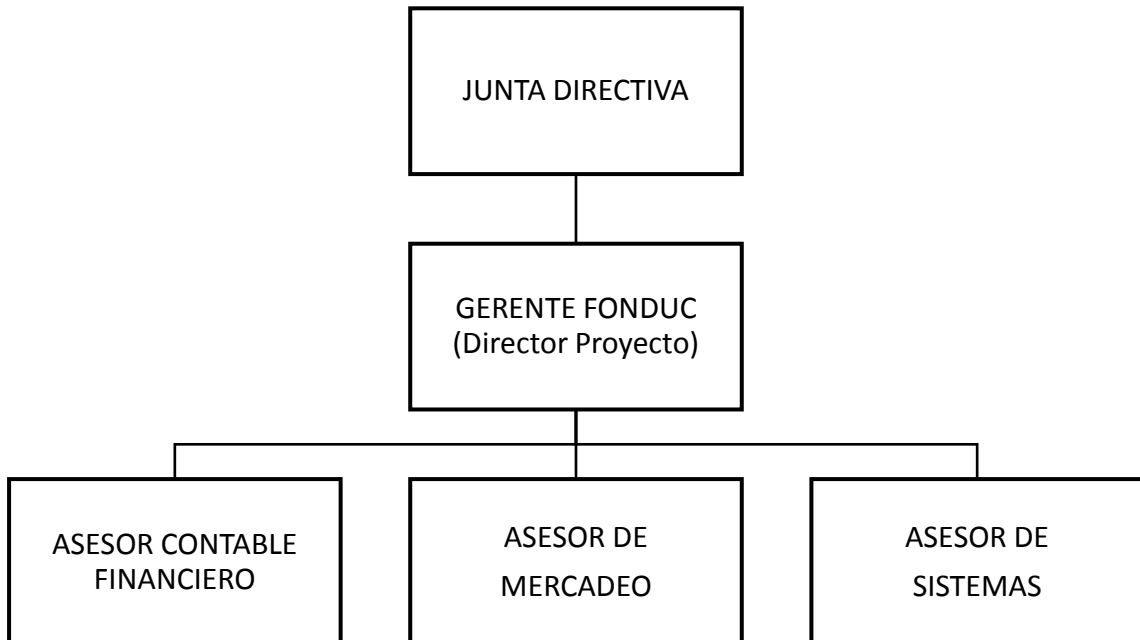 JUNTA DIRECTIVA
GERENTE FONDUC
(Director Proyecto)
ASESOR CONTABLE
FINANCIERO
ASESOR DE
MERCADEO
ASESOR DE
SISTEMAS